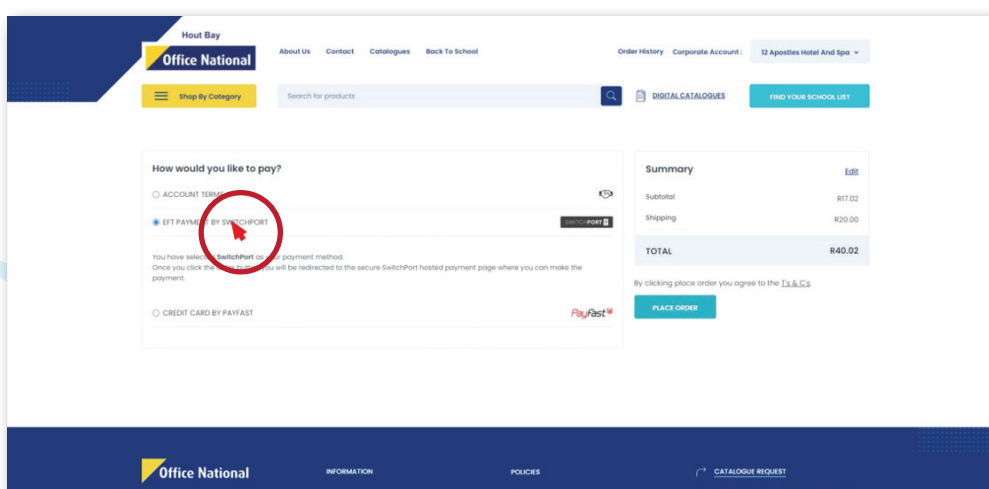 Hout Bay
Office National
About Us Contact Catalogues Back To School
Order History Corporate Account : 12 Apostles Hotel And Spa
Shop By Category
Search for products
DIGITAL CATALOGUES
FIND YOUR SCHOOL LIST
How would you like to pay?
ACCOUNT TERMS
EFT PAYMENT BY SWITCHPORT
SWITCHPORT
You have selected SwitchPort as your payment method.
Once you click the order button you will be redirected to the secure SwitchPort hosted payment page where you can make the
payment.
CREDIT CARD BY PAYFAST
PayFast
Summary Edit
Subtotal R17.02
Shipping R20.00
TOTAL R40.02
By clicking place order you agree to the T's & C's.
PLACE ORDER
Office National
INFORMATION
POLICIES
CATALOGUE REQUEST